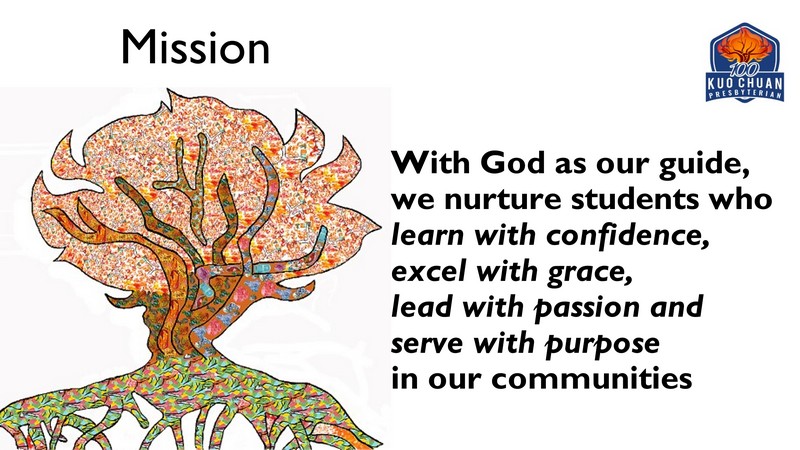 Mission
100
KUO CHUAN
PRESBYTERIAN
With God as our guide,
we nurture students who
learn with confidence,
excel with grace,
lead with passion and
serve with purpose
in our communities